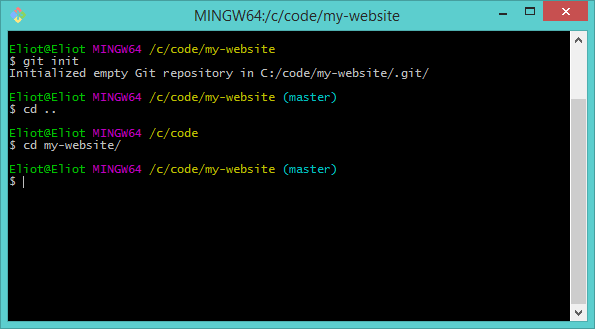 MINGW64:/c/code/my-website
Eliot@Eliot MINGW64 /c/code/my-website
$ git init
Initialized empty Git repository in C:/code/my-website/.git/
Eliot@Eliot MINGW64 /c/code/my-website (master)
$ cd ..
Eliot@Eliot MINGW64 /c/code
$ cd my-website/
Eliot@Eliot MINGW64 /c/code/my-website (master)
$